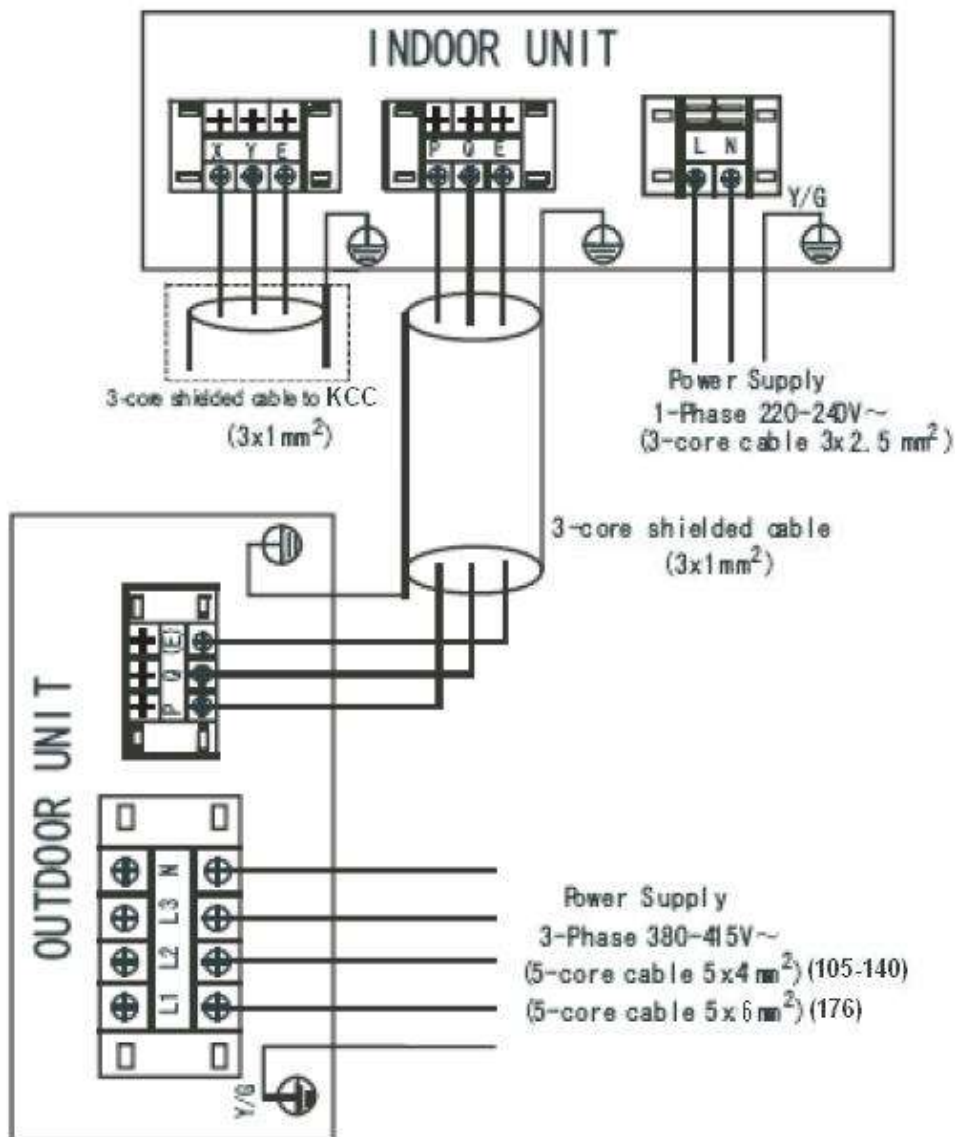 INDOOR UNIT
X Y E
P Q E
L N
Y/G
3-core shielded cable to KCC
(3x1mm²)
Power Supply
1-Phase 220-240V~
(3-core cable 3x2.5 mm²)
3-core shielded cable
(3x1mm²)
OUTDOOR UNIT
P Q (E)
L1 L2 L3 N
Power Supply
3-Phase 380-415V~
(5-core cable 5x4 mm²) (105-140)
(5-core cable 5x6 mm²) (176)
Y/G